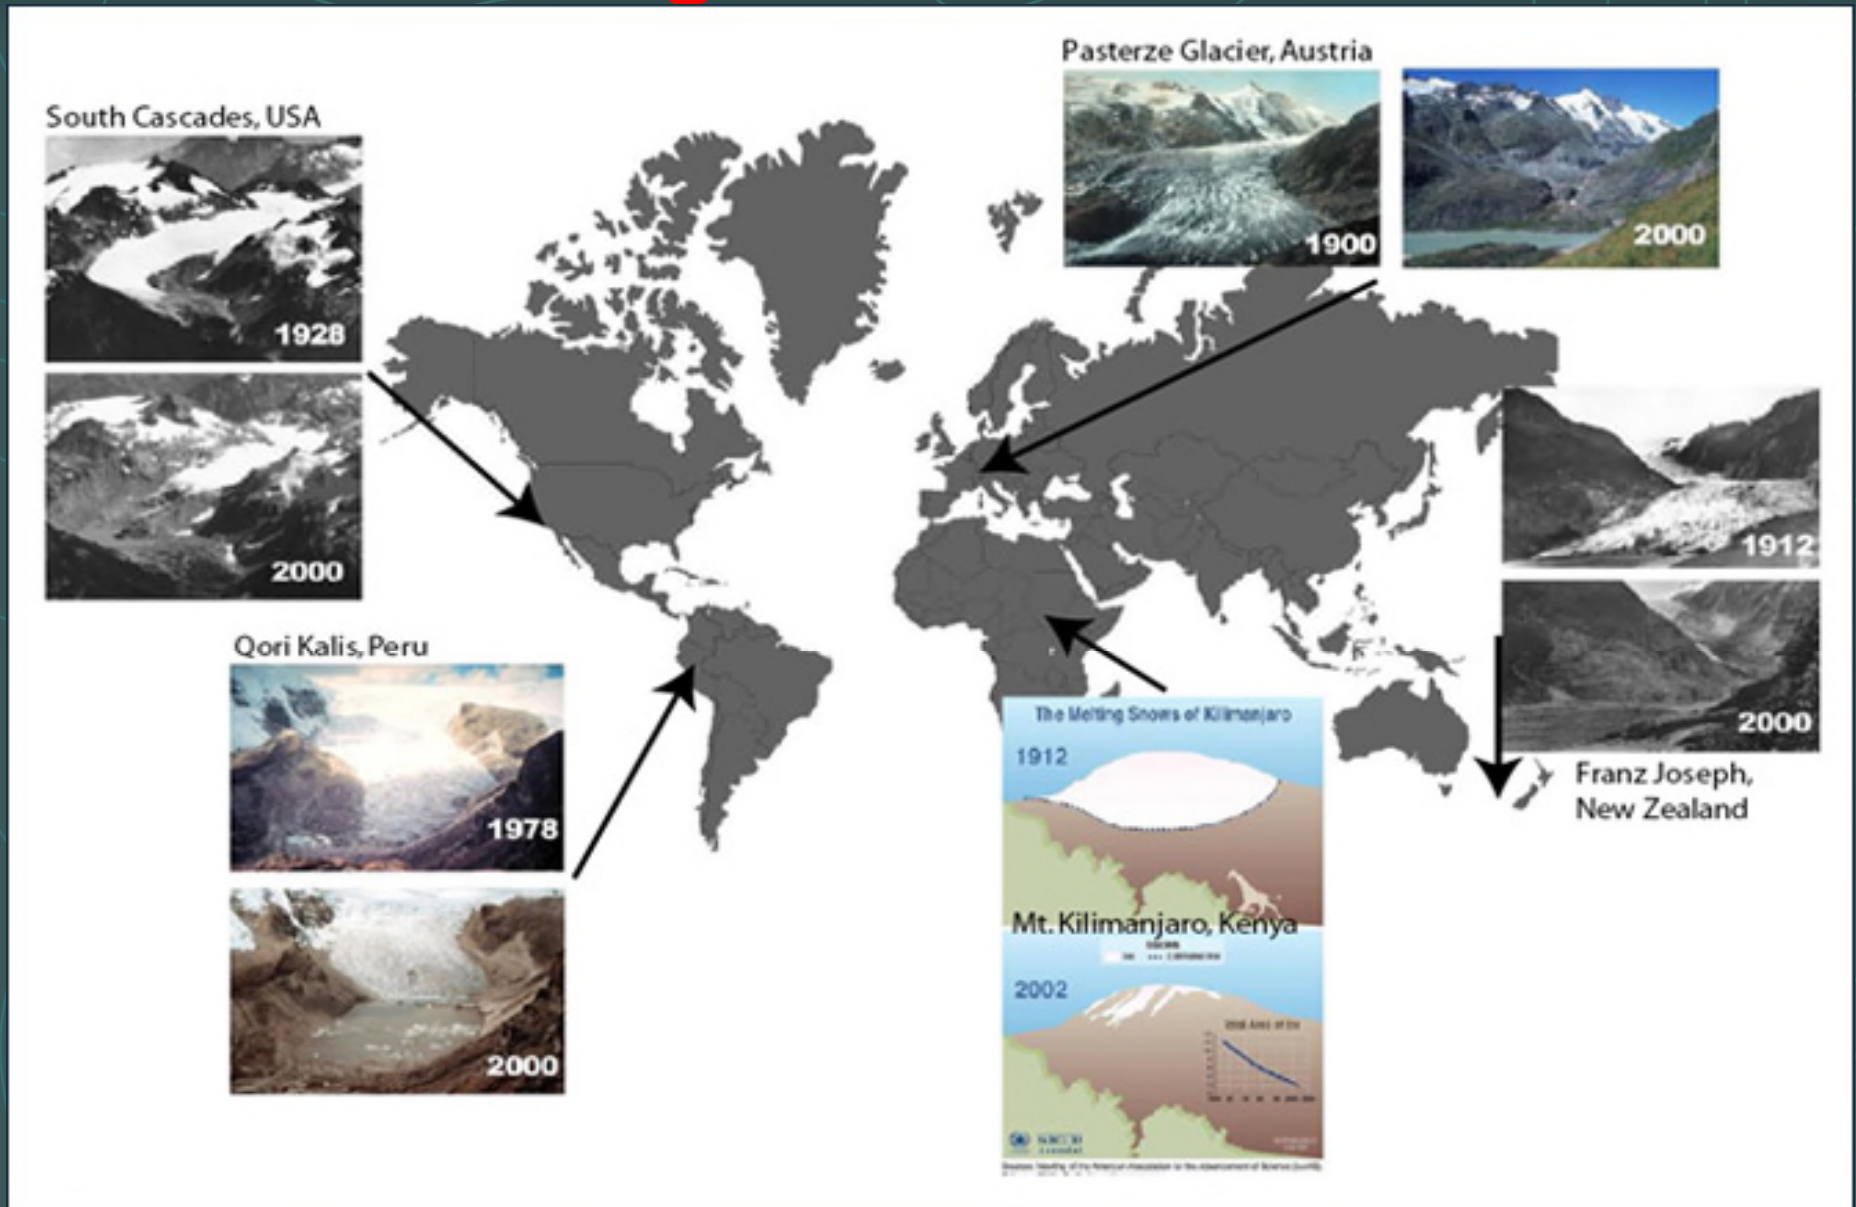 South Cascades, USA
1928
2000
Pasterze Glacier, Austria
1900
2000
1912
2000
Franz Joseph,
New Zealand
Qori Kalis, Peru
1978
2000
The Melting Snows of Kilimanjaro
1912
Mt. Kilimanjaro, Kenya
2002